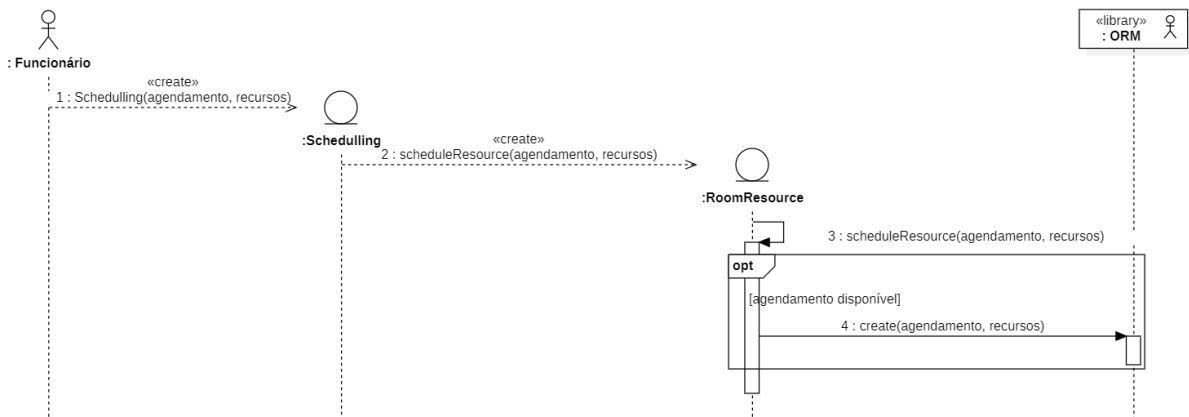 «library»
: ORM
: Funcionário
«create»
1 : Schedulling(agendamento, recursos)
:Schedulling
«create»
2 : scheduleResource(agendamento, recursos)
:RoomResource
3 : scheduleResource(agendamento, recursos)
opt
[agendamento disponível]
4 : create(agendamento, recursos)